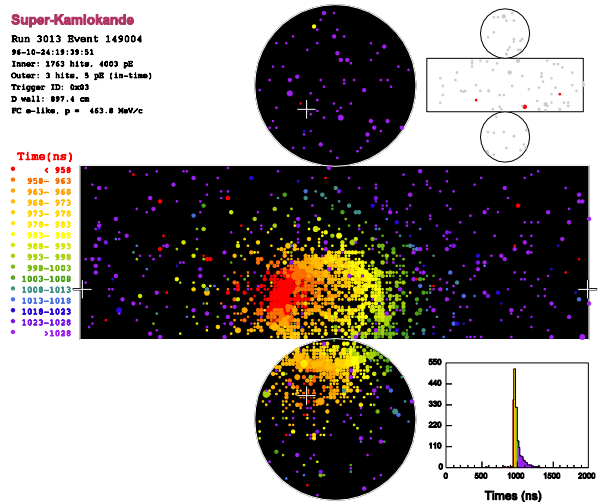 Super-Kamiokande
Run 3013 Event 149004
96-10-24:19:39:51
Inner: 1763 hits, 4003 pE
Outer: 3 hits, 5 pE (in-time)
Trigger ID: 0x03
D wall: 897.4 cm
FC e-like, p = 463.8 MeV/c
Time(ns)
< 958
958- 963
963- 968
968- 973
973- 978
978- 983
983- 988
988- 993
993- 998
998-1003
1003-1008
1008-1013
1013-1018
1018-1023
1023-1028
>1028
550
440
330
220
110
0
0 500 1000 1500 2000
Times (ns)